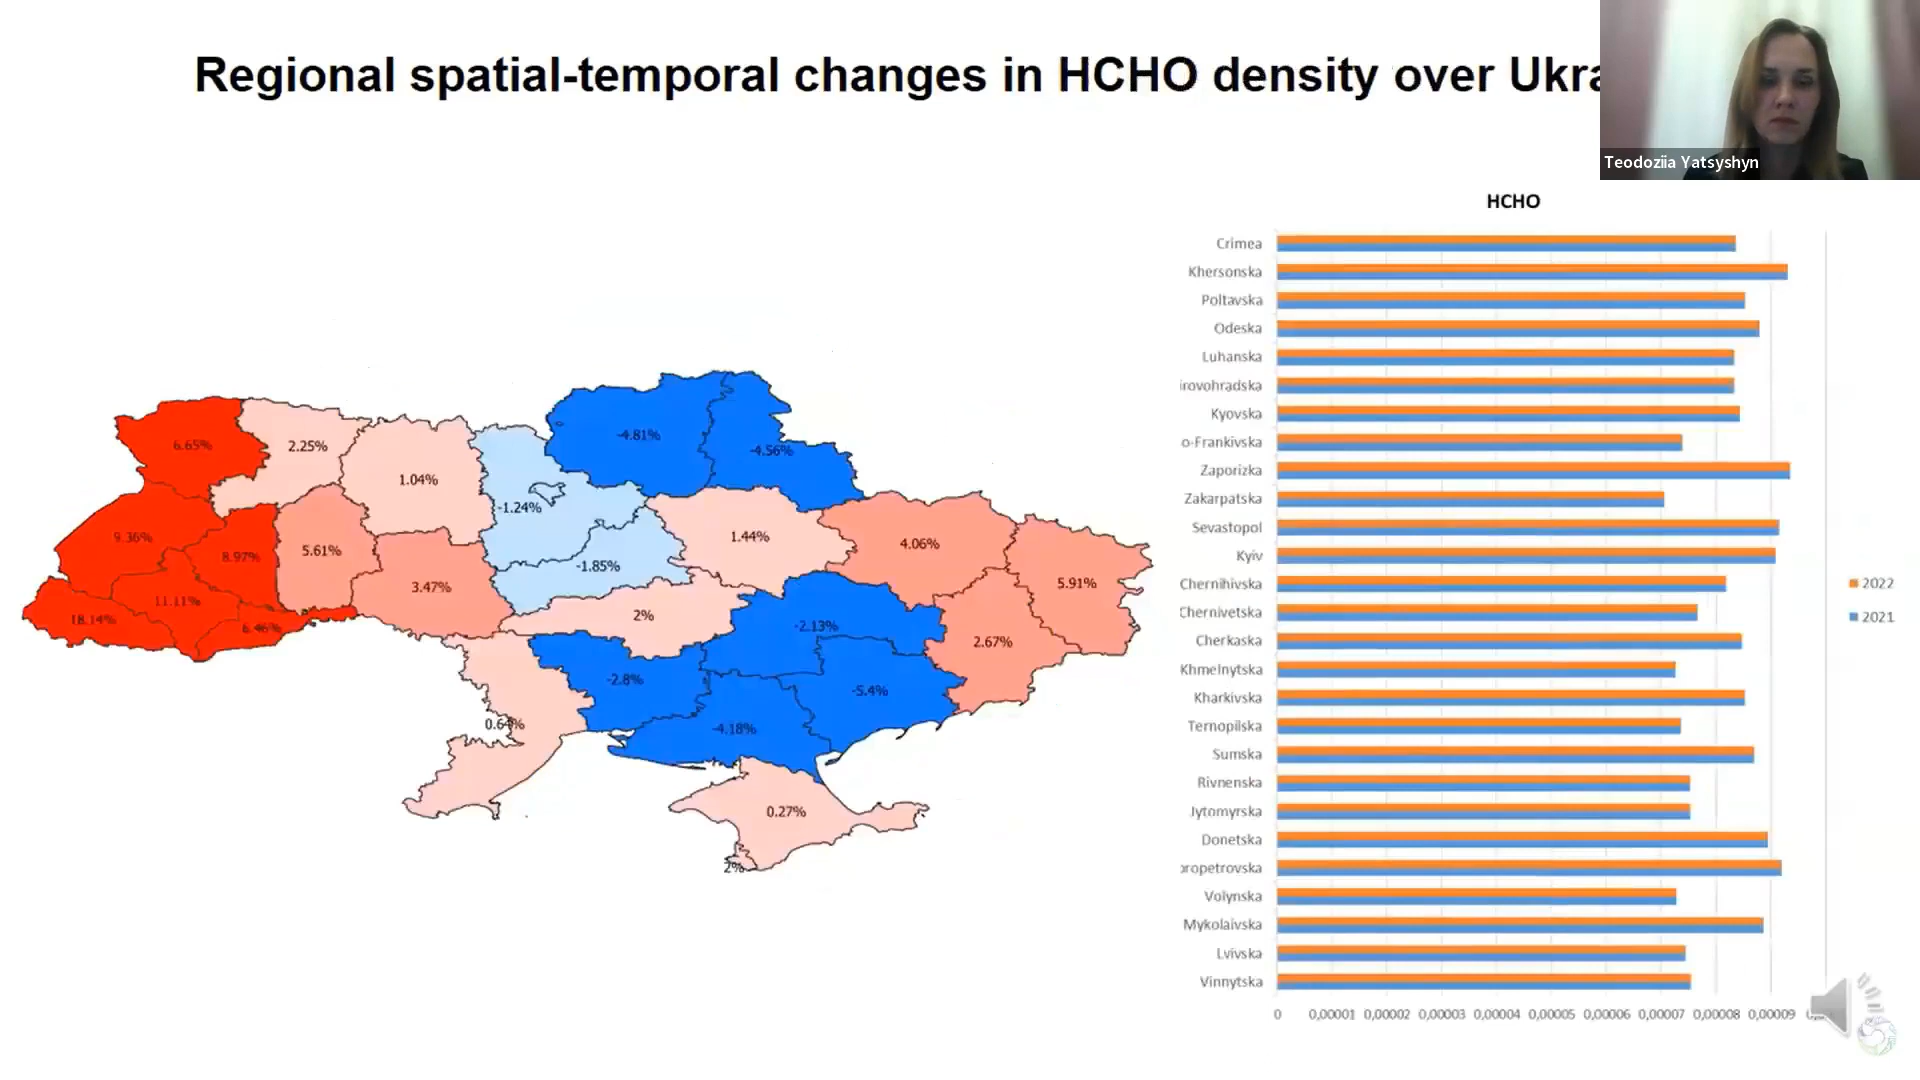 Regional spatial-temporal changes in HCHO density over Ukra
Teodoziia Yatsyshyn
6.65%
2.25%
1.04%
-1.24%
-4.81%
-4.56%
9.36%
8.97%
5.61%
3.47%
-1.85%
1.44%
4.06%
5.91%
18.14%
11.11%
6.46%
2%
-2.13%
2.67%
-2.8%
-5.4%
0.64%
-4.18%
0.27%
2%
HCHO
Crimea
Khersonska
Poltavska
Odeska
Luhanska
irovohradska
Kyovska
o-Frankivska
Zaporizka
Zakarpatska
Sevastopol
Kyiv
Chernihivska
Chernivetska
Cherkaska
Khmelnytska
Kharkivska
Ternopilska
Sumska
Rivnenska
Jytomyrska
Donetska
propetrovska
Volynska
Mykolaivska
Lvivska
Vinnytska
0 0,00001 0,00002 0,00003 0,00004 0,00005 0,00006 0,00007 0,00008 0,00009
2022
2021